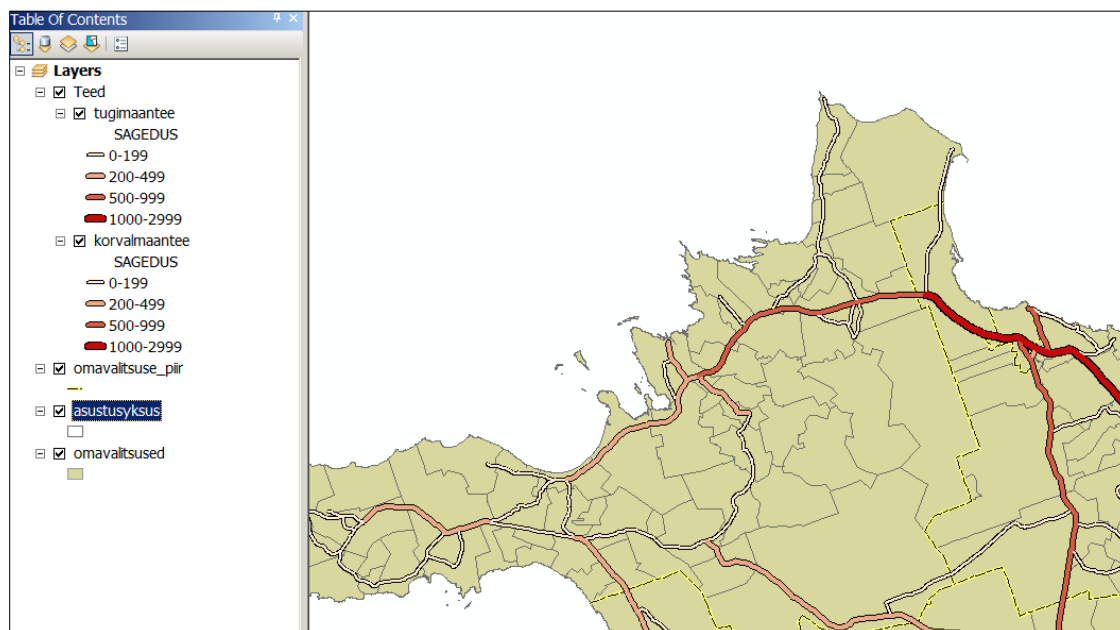 Table Of Contents
Layers
Teed
tugimaantee
SAGEDUS
0-199
200-499
500-999
1000-2999
korvalmaantee
SAGEDUS
0-199
200-499
500-999
1000-2999
omavalitsuse_piir
asustusyksus
omavalitsused